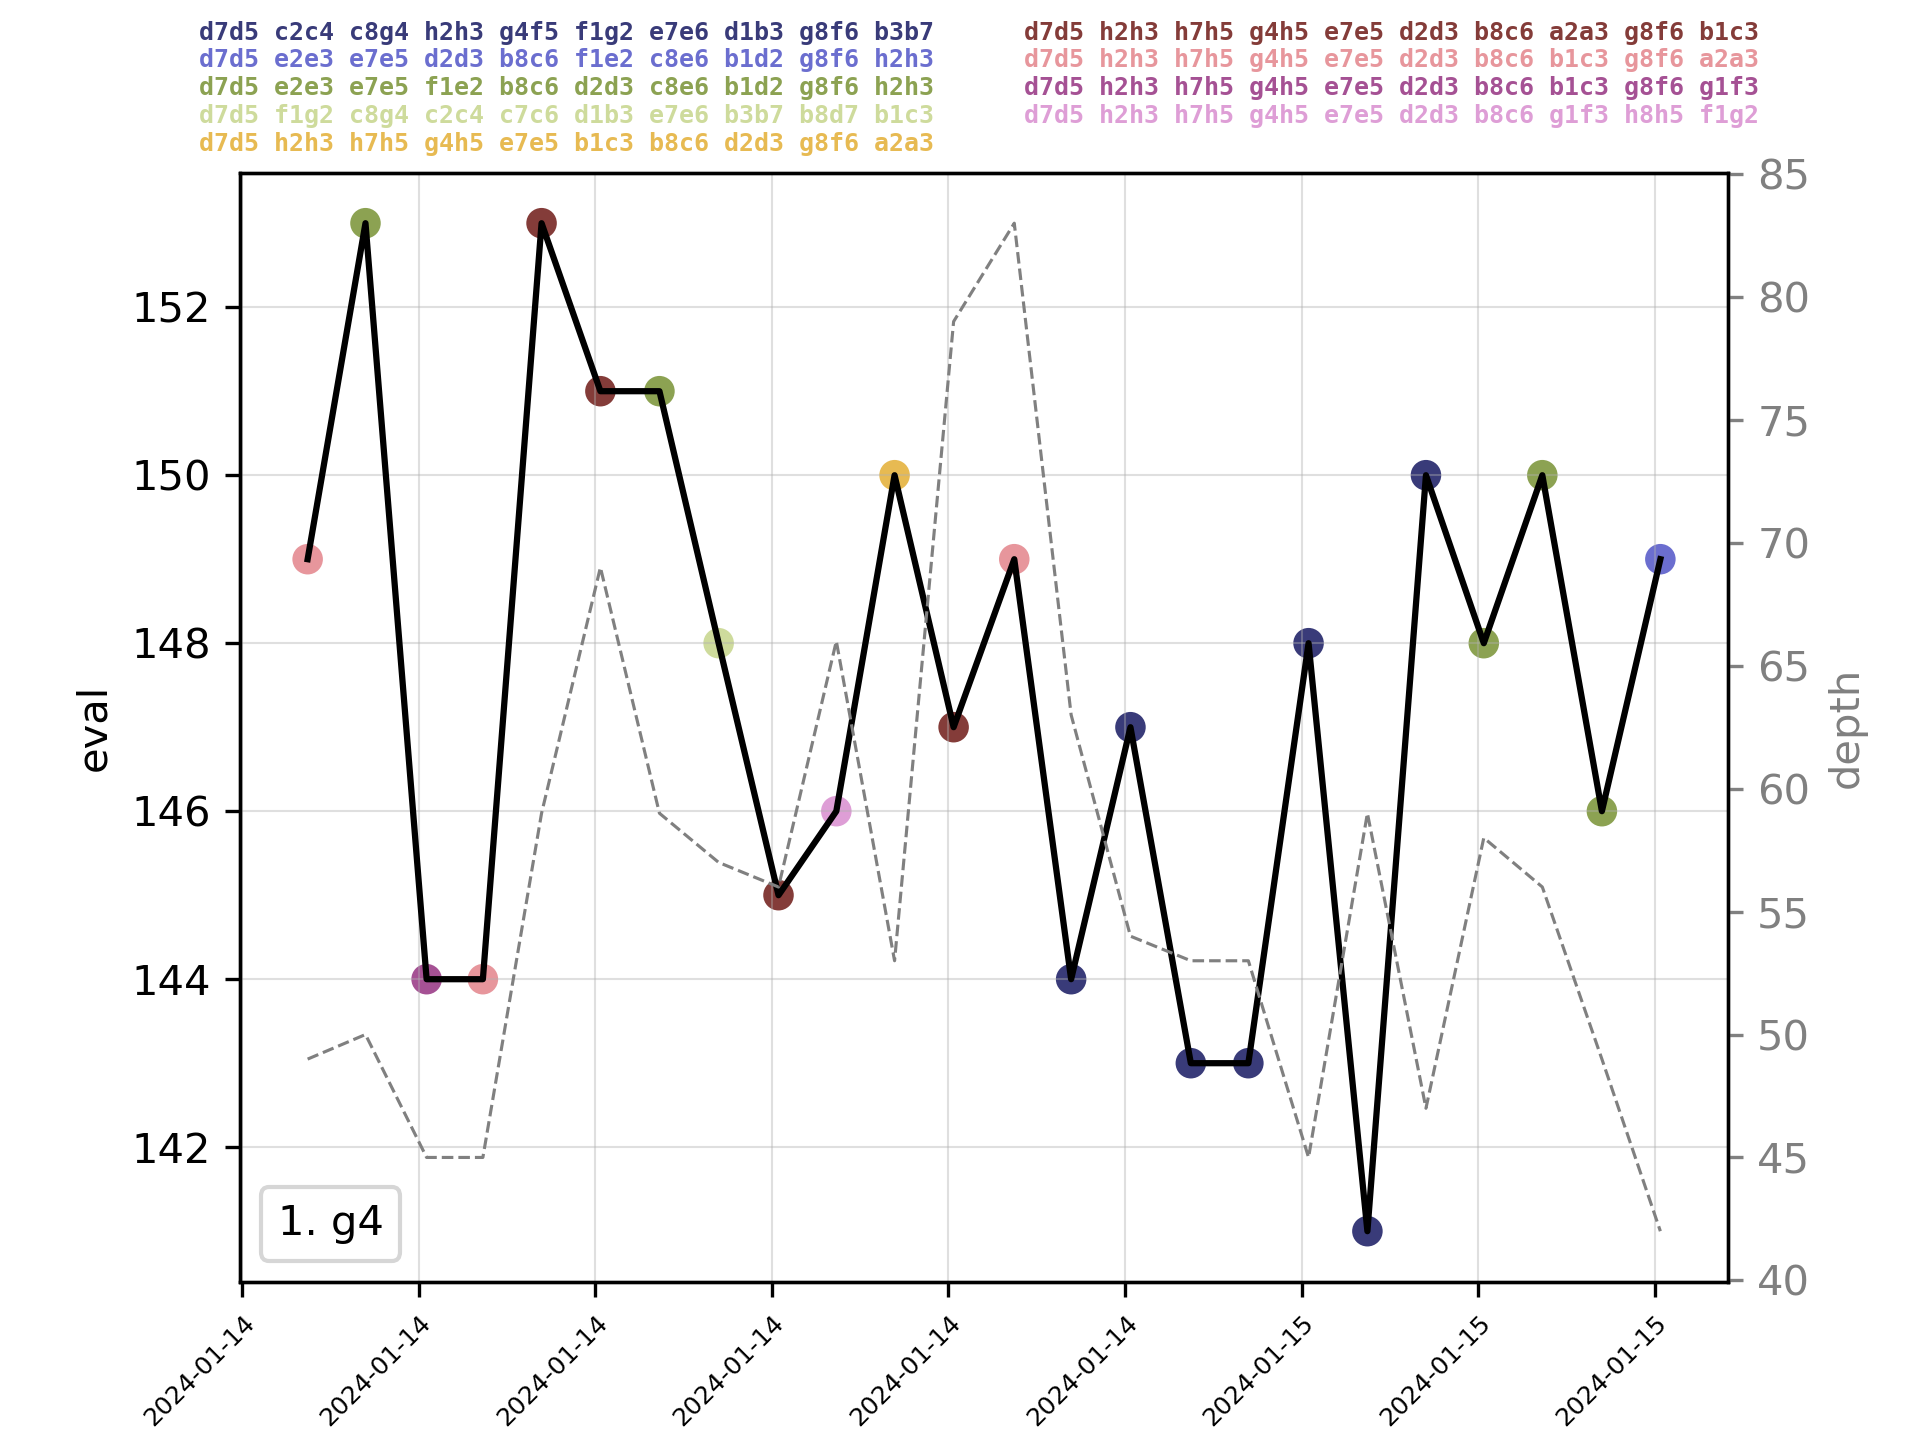 d7d5 c2c4 c8g4 h2h3 g4f5 f1g2 e7e6 d1b3 g8f6 b3b7
d7d5 e2e3 e7e5 d2d3 b8c6 f1e2 c8e6 b1d2 g8f6 h2h3
d7d5 e2e3 e7e5 f1e2 b8c6 d2d3 c8e6 b1d2 g8f6 h2h3
d7d5 f1g2 c8g4 c2c4 c7c6 d1b3 e7e6 b3b7 b8d7 b1c3
d7d5 h2h3 h7h5 g4h5 e7e5 b1c3 b8c6 d2d3 g8f6 a2a3
d7d5 h2h3 h7h5 g4h5 e7e5 d2d3 b8c6 a2a3 g8f6 b1c3
d7d5 h2h3 h7h5 g4h5 e7e5 d2d3 b8c6 b1c3 g8f6 a2a3
d7d5 h2h3 h7h5 g4h5 e7e5 d2d3 b8c6 b1c3 g8f6 g1f3
d7d5 h2h3 h7h5 g4h5 e7e5 d2d3 b8c6 g1f3 h8h5 f1g2
eval
152
150
148
146
144
142
1. g4
85
80
75
70
65
60
55
50
45
40
depth
2024-01-14
2024-01-14
2024-01-14
2024-01-14
2024-01-14
2024-01-14
2024-01-15
2024-01-15
2024-01-15